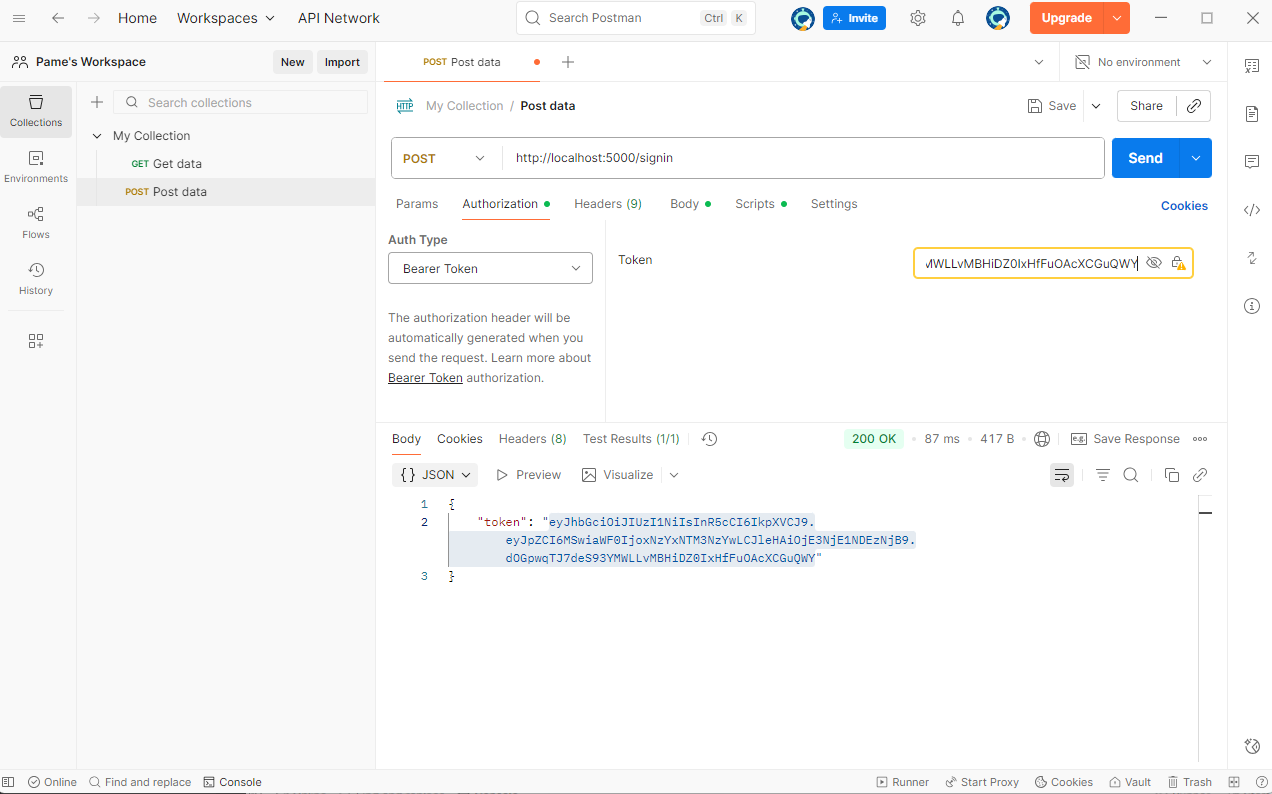 Home
Workspaces
API Network
Search Postman
Ctrl
K
Invite
Upgrade
Pame's Workspace
New
Import
POST Post data
No environment
Collections
Environments
Flows
History
Search collections
My Collection
GET Get data
POST Post data
HTTP
My Collection / Post data
Save
Share
POST
http://localhost:5000/signin
Send
Params
Authorization
Headers (9)
Body
Scripts
Settings
Cookies
Auth Type
Bearer Token
The authorization header will be
automatically generated when you
send the request. Learn more about
Bearer Token authorization.
Token
MWLLvMBHiDZ0IxHfFuOAcXCGuQWY
Body
Cookies
Headers (8)
Test Results (1/1)
200 OK
87 ms
417 B
e.g.
Save Response
{} JSON
Preview
Visualize
1 {
2 "token": "eyJhbGciOiJIUzI1NiIsInR5cCI6IkpXVCJ9.
eyJpZCI6MSwiaWF0IjoxNzYxNTM3NzYwLCJleHAiOjE3NjE1NDEzNjB9.
dOGpwqTJ7deS93YMWLLvMBHiDZ0IxHfFuOAcXCGuQWY"
3 }
Online
Find and replace
Console
Runner
Start Proxy
Cookies
Vault
Trash